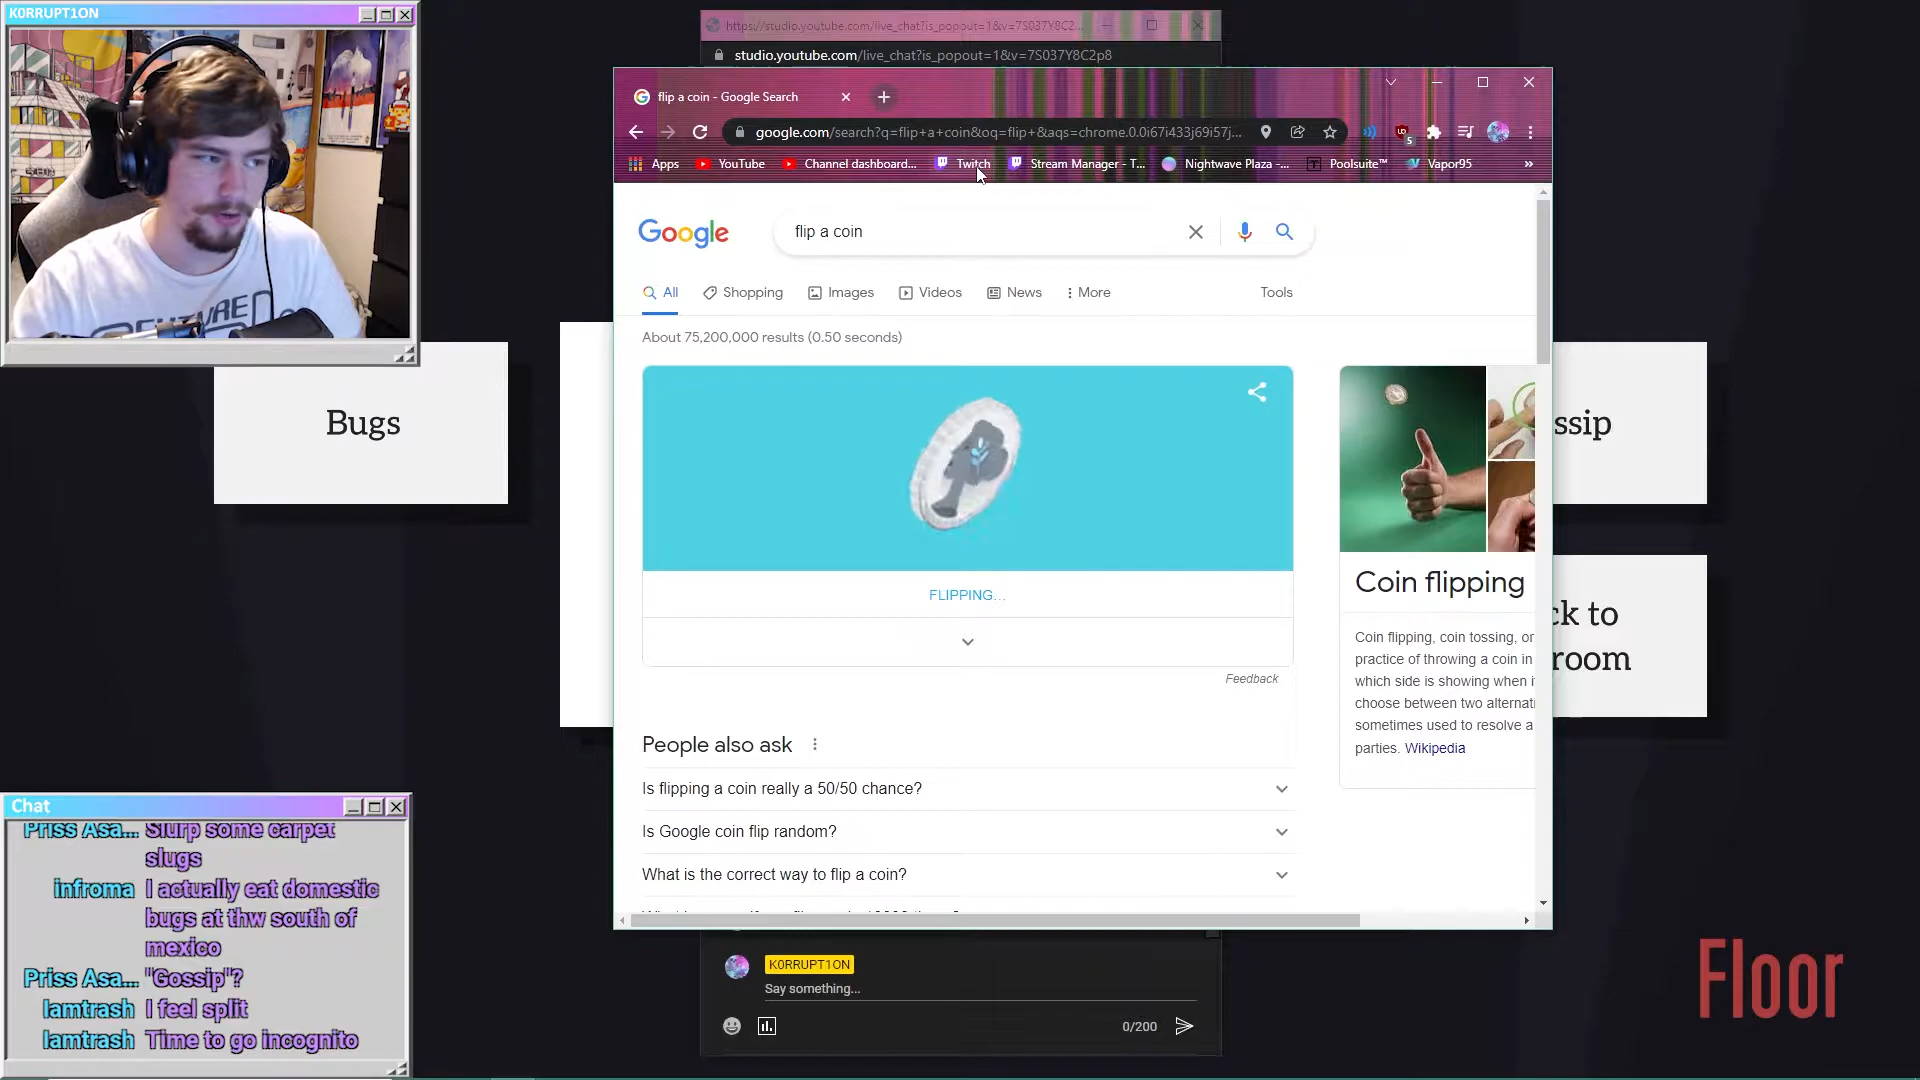 K0RRUPT1ON
https://studio.youtube.com/live_chat?is_popout=1&v=7S037Y8C2...
studio.youtube.com/live_chat?is_popout=1&v=7S037Y8C2p8
flip a coin - Google Search
google.com/search?q=flip+a+coin&oq=flip+&aqs=chrome.0.0i67i433j69i57j...
5
Apps
YouTube
Channel dashboard...
Twitch
Stream Manager - T...
Nightwave Plaza -...
Poolsuite™
Vapor95
»
Google
flip a coin
All
Shopping
Images
Videos
News
More
Tools
About 75,200,000 results (0.50 seconds)
FLIPPING...
Feedback
Coin flipping
Coin flipping, coin tossing, or
practice of throwing a coin in
which side is showing when i
choose between two alternati
sometimes used to resolve a
parties. Wikipedia
People also ask
Is flipping a coin really a 50/50 chance?
Is Google coin flip random?
What is the correct way to flip a coin?
Bugs
ssip
ck to
room
Chat
Priss Asa... Slurp some carpet
slugs
infroma I actually eat domestic
bugs at thw south of
mexico
Priss Asa... "Gossip"?
Iamtrash I feel split
Iamtrash Time to go incognito
K0RRUPT1ON
Say something...
0/200
Floor